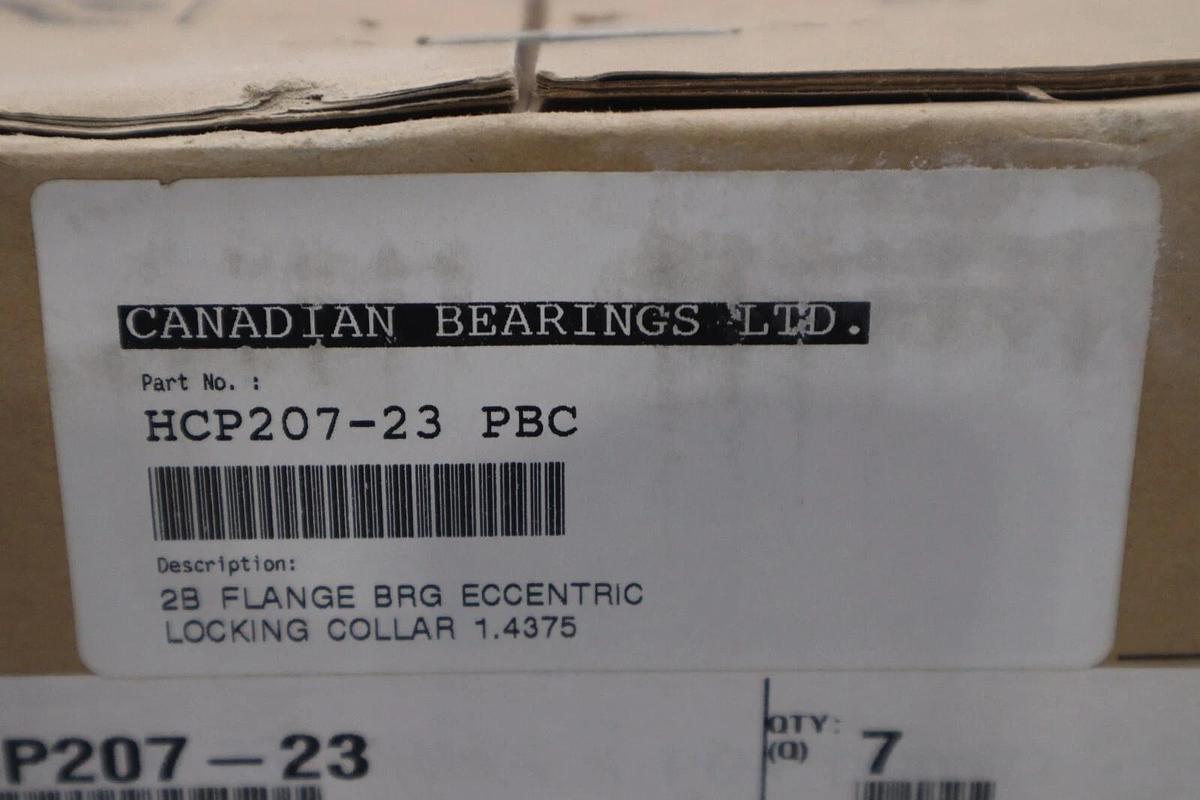 CANADIAN BEARINGS LTD.
Part No. :
HCP207-23 PBC
Description:
2B FLANGE BRG ECCENTRIC
LOCKING COLLAR 1.4375
P207-23
QTY:
(Q)
7